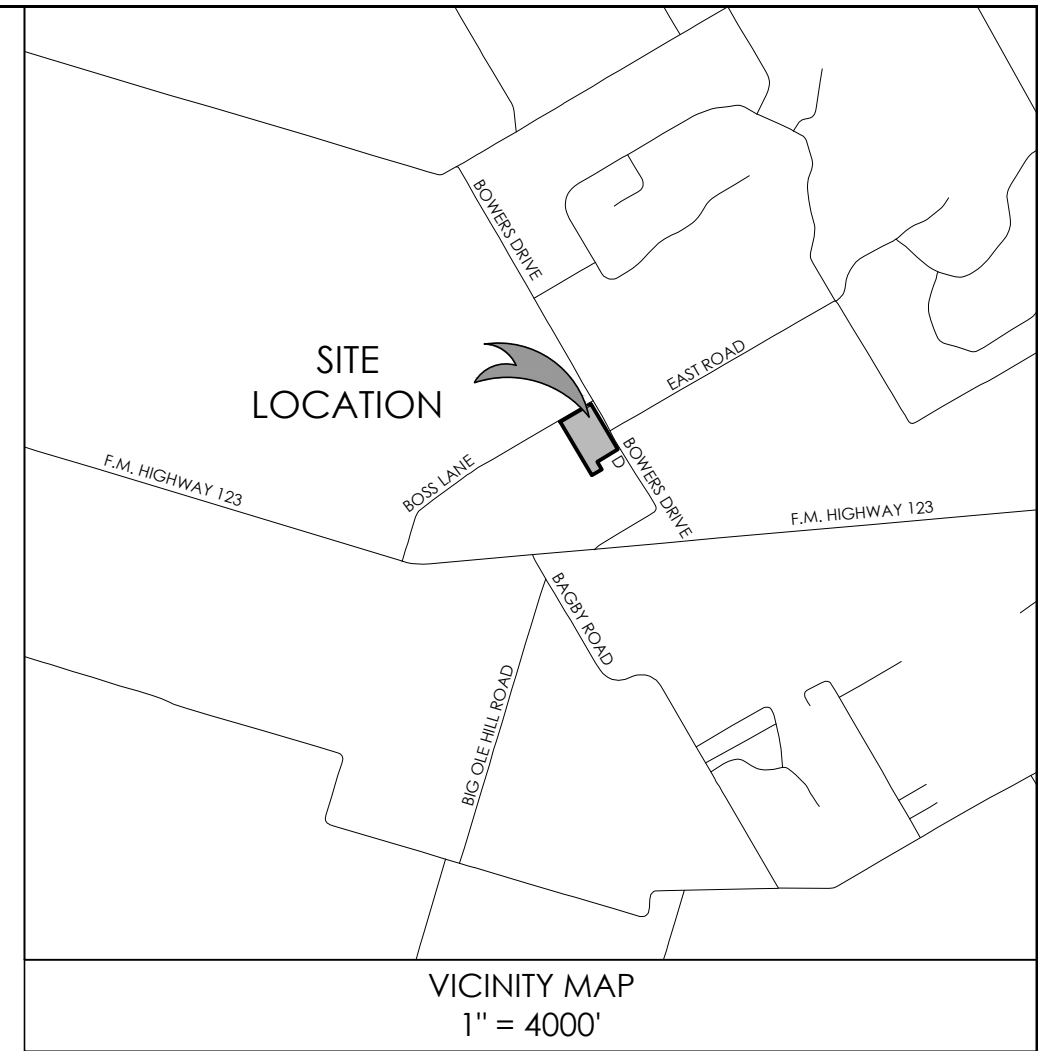 BOWERS DRIVE
SITE
LOCATION
EAST ROAD
BOSS LANE
D
BOWERS DRIVE
F.M. HIGHWAY 123
F.M. HIGHWAY 123
BAGBY ROAD
BIG OLE HILL ROAD
VICINITY MAP
1" = 4000'